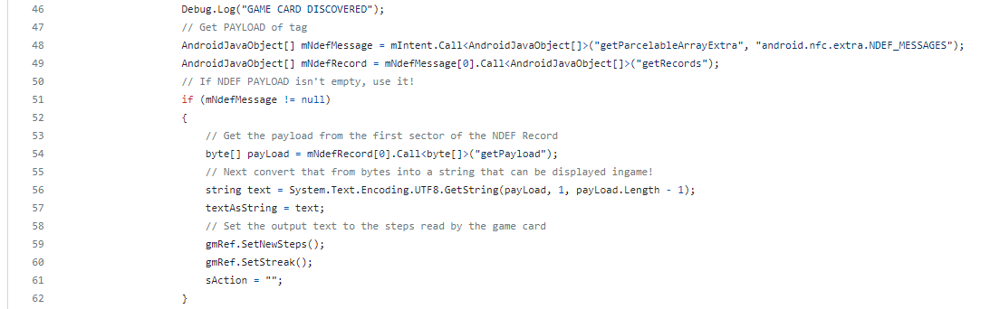 46 Debug.Log("GAME CARD DISCOVERED");
47 // Get PAYLOAD of tag
48 AndroidJavaObject[] mNdefMessage = mIntent.Call<AndroidJavaObject[]>("getParcelableArrayExtra", "android.nfc.extra.NDEF_MESSAGES");
49 AndroidJavaObject[] mNdefRecord = mNdefMessage[0].Call<AndroidJavaObject[]>("getRecords");
50 // If NDEF PAYLOAD isn't empty, use it!
51 if (mNdefMessage != null)
52 {
53 // Get the payload from the first sector of the NDEF Record
54 byte[] payLoad = mNdefRecord[0].Call<byte[]>("getPayload");
55 // Next convert that from bytes into a string that can be displayed ingame!
56 string text = System.Text.Encoding.UTF8.GetString(payLoad, 1, payLoad.Length - 1);
57 textAsString = text;
58 // Set the output text to the steps read by the game card
59 gmRef.SetNewSteps();
60 gmRef.SetStreak();
61 sAction = "";
62 }